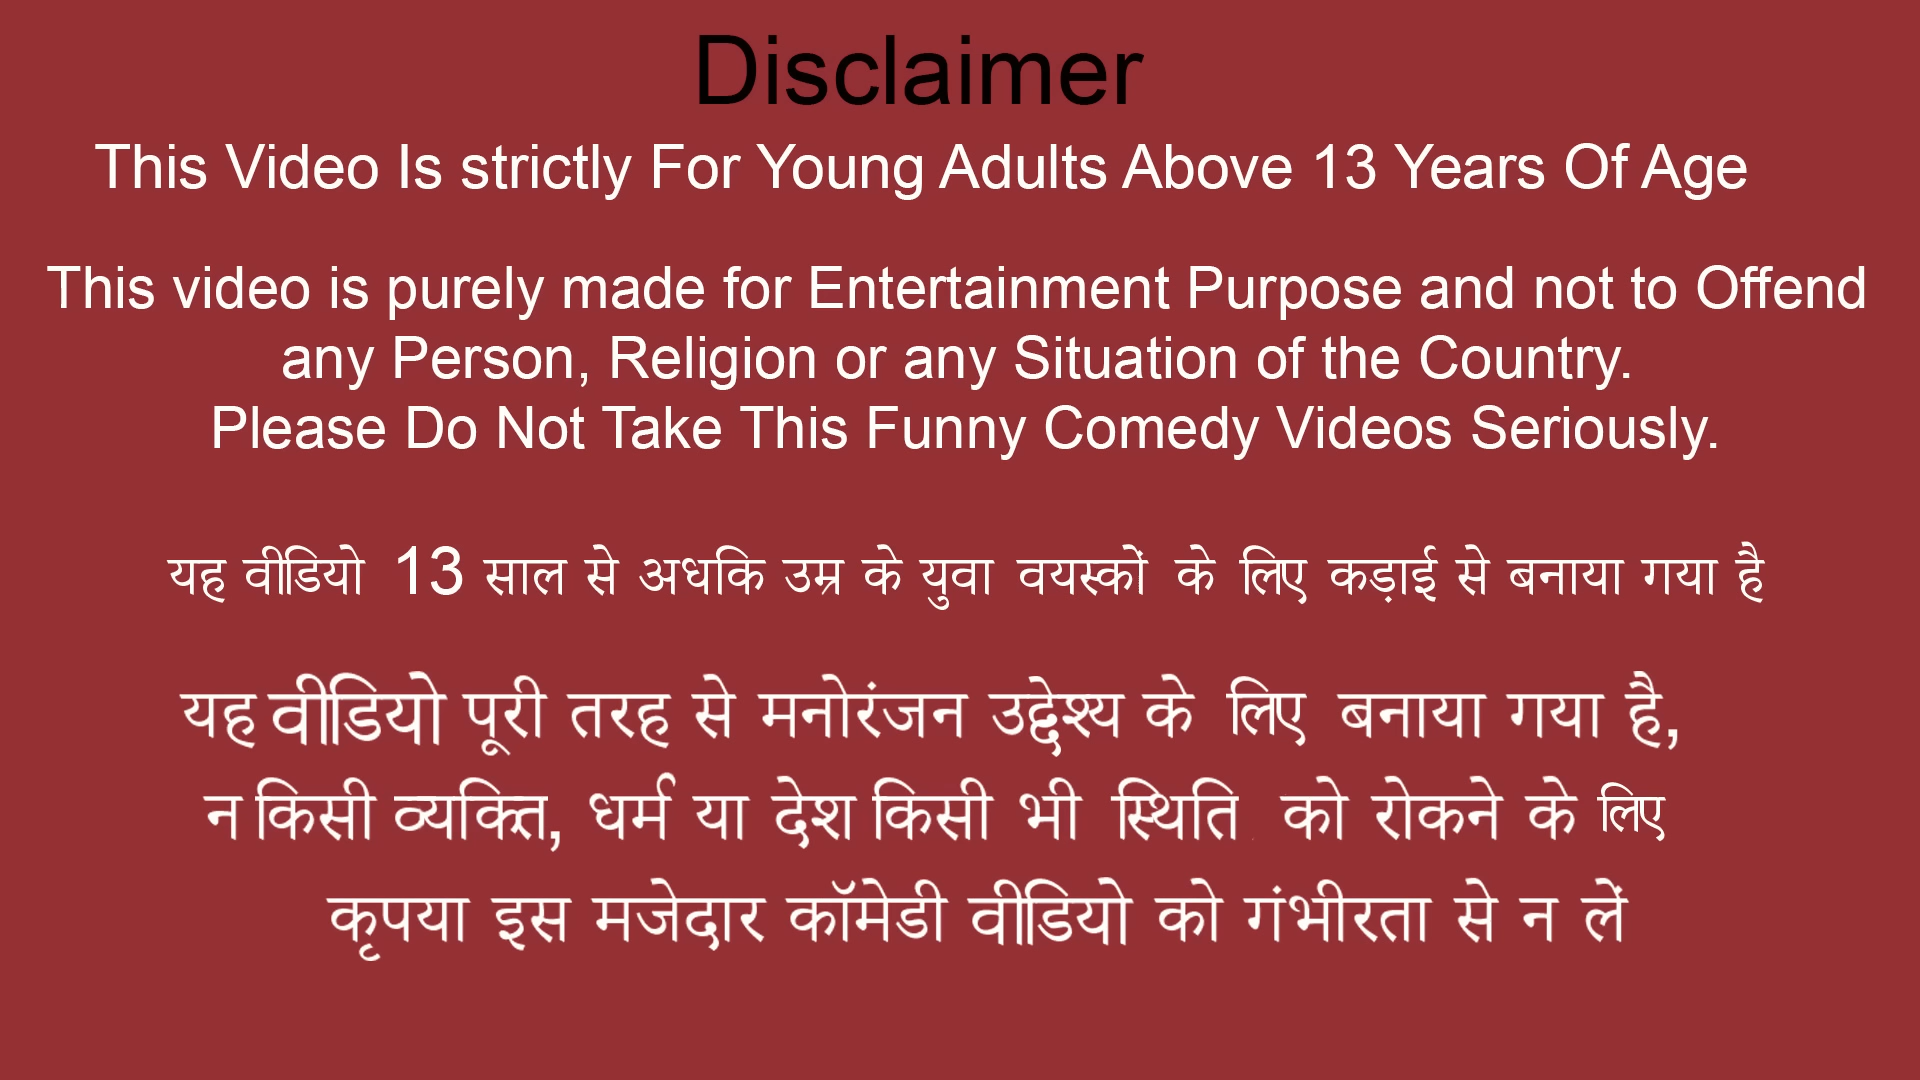 Disclaimer
This Video Is strictly For Young Adults Above 13 Years Of Age
This video is purely made for Entertainment Purpose and not to Offend
any Person, Religion or any Situation of the Country.
Please Do Not Take This Funny Comedy Videos Seriously.
यह वीडियो 13 साल से अधकि उम्र के युवा वयस्कों के लिए कड़ाई से बनाया गया है
यह वीडियो पूरी तरह से मनोरंजन उद्देश्य के लिए बनाया गया है,
न किसी व्यक्ति, धर्म या देश किसी भी स्थिति को रोकने के लिए
कृपया इस मजेदार कॉमेडी वीडियो को गंभीरता से न लें